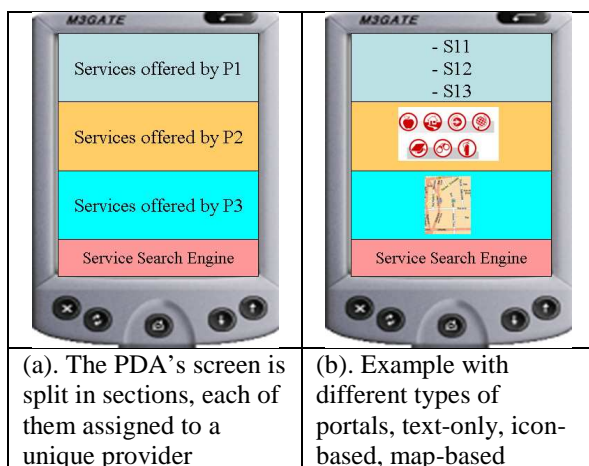 M3GATE
Services offered by P1
Services offered by P2
Services offered by P3
Service Search Engine
M3GATE
- S11
- S12
- S13
Service Search Engine
(a). The PDA's screen is
split in sections, each of
them assigned to a
unique provider
(b). Example with
different types of
portals, text-only, icon-
based, map-based